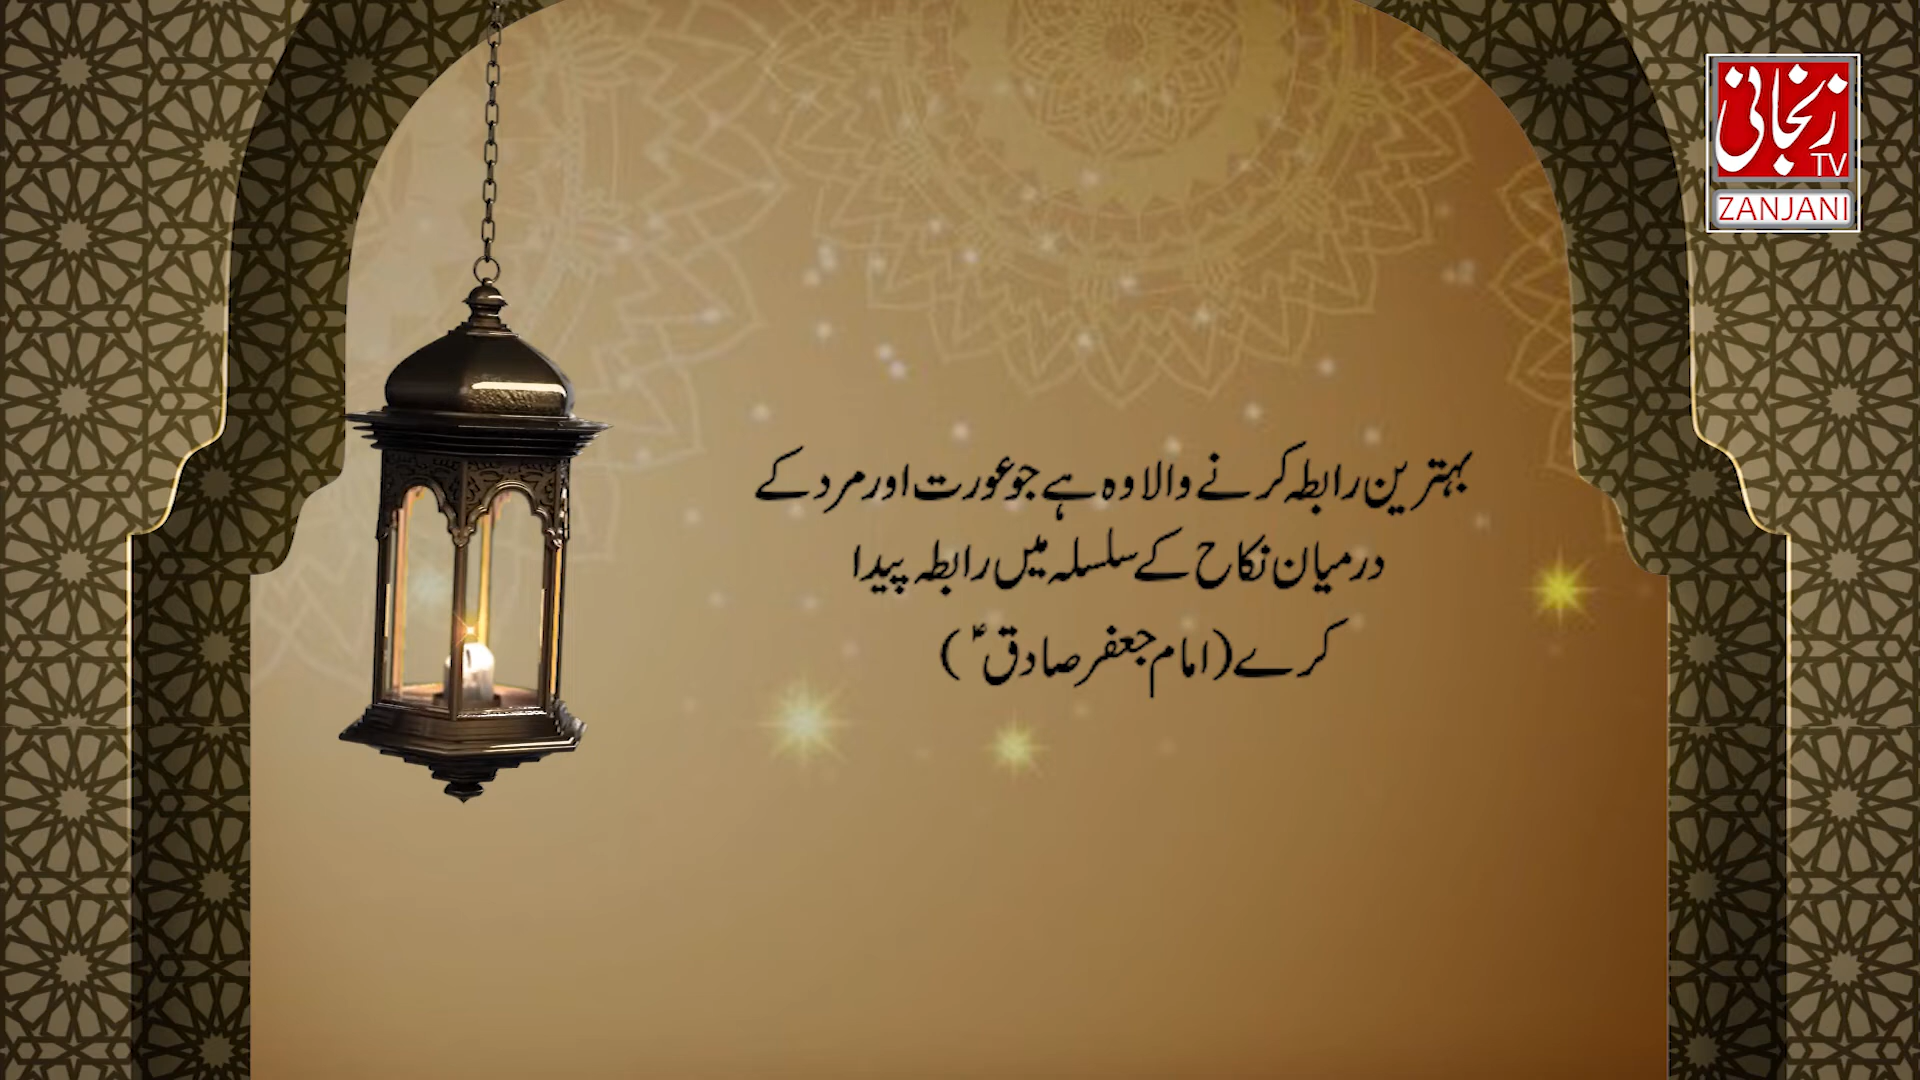 بہترین رابطہ کرنے والا وہ ہے جو عورت اور مرد کے
درمیان نکاح کے سلسلہ میں رابطہ پیدا
کرے (امام جعفر صادق ؑ)
زنجانی
TV
ZANJANI